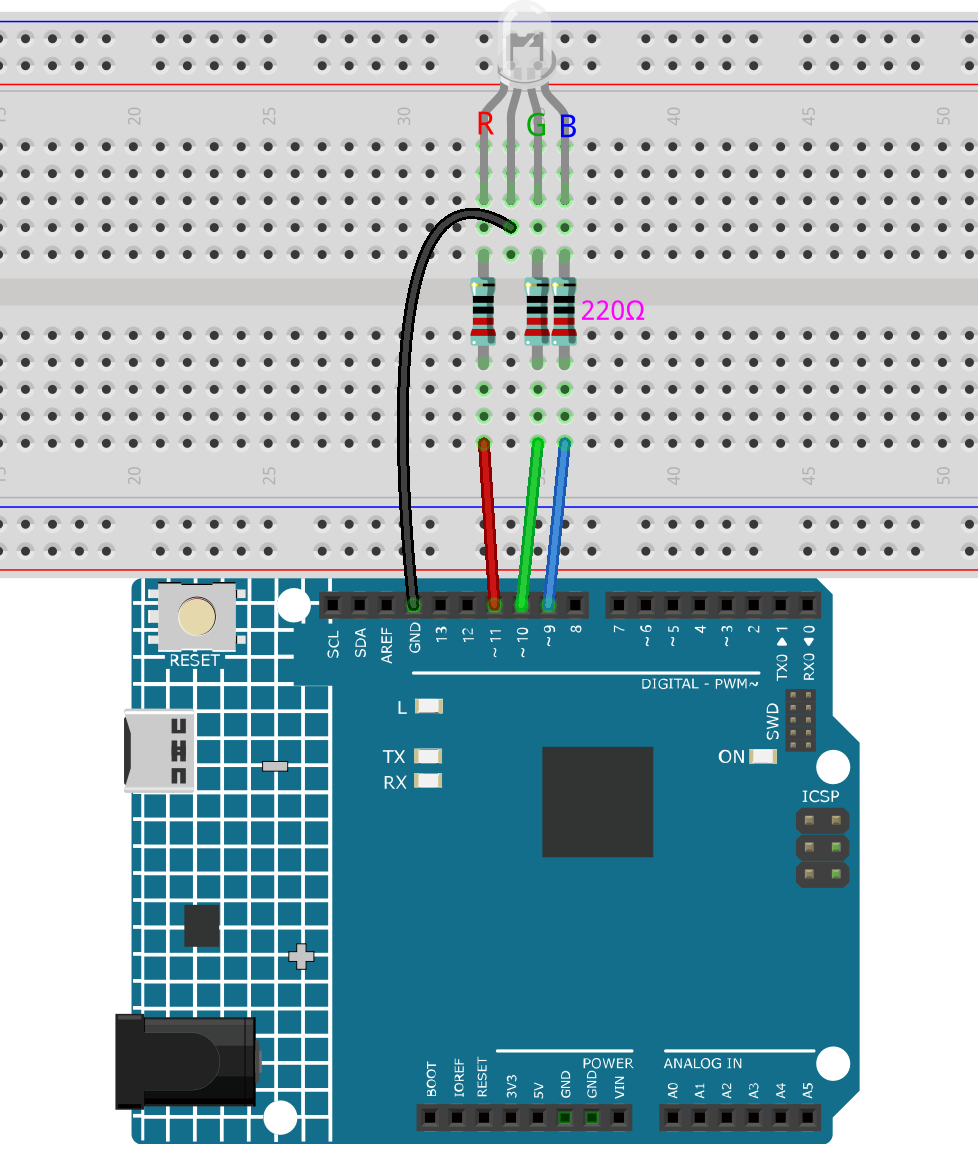 15 20 25 30 40 45 50
R G B
220Ω
15 20 25 35 40 45 50
RESET
SCL SDA AREF GND 13 12 ~11 ~10 ~9 8 7 ~6 ~5 4 ~3 2 TX0 ▶ 1 RX0 ◀ 0
DIGITAL - PWM~
L
TX
RX
ON
SWD
ICSP
BOOT IOREF RESET 3V3 5V GND GND VIN
POWER
ANALOG IN
A0 A1 A2 A3 A4 A5